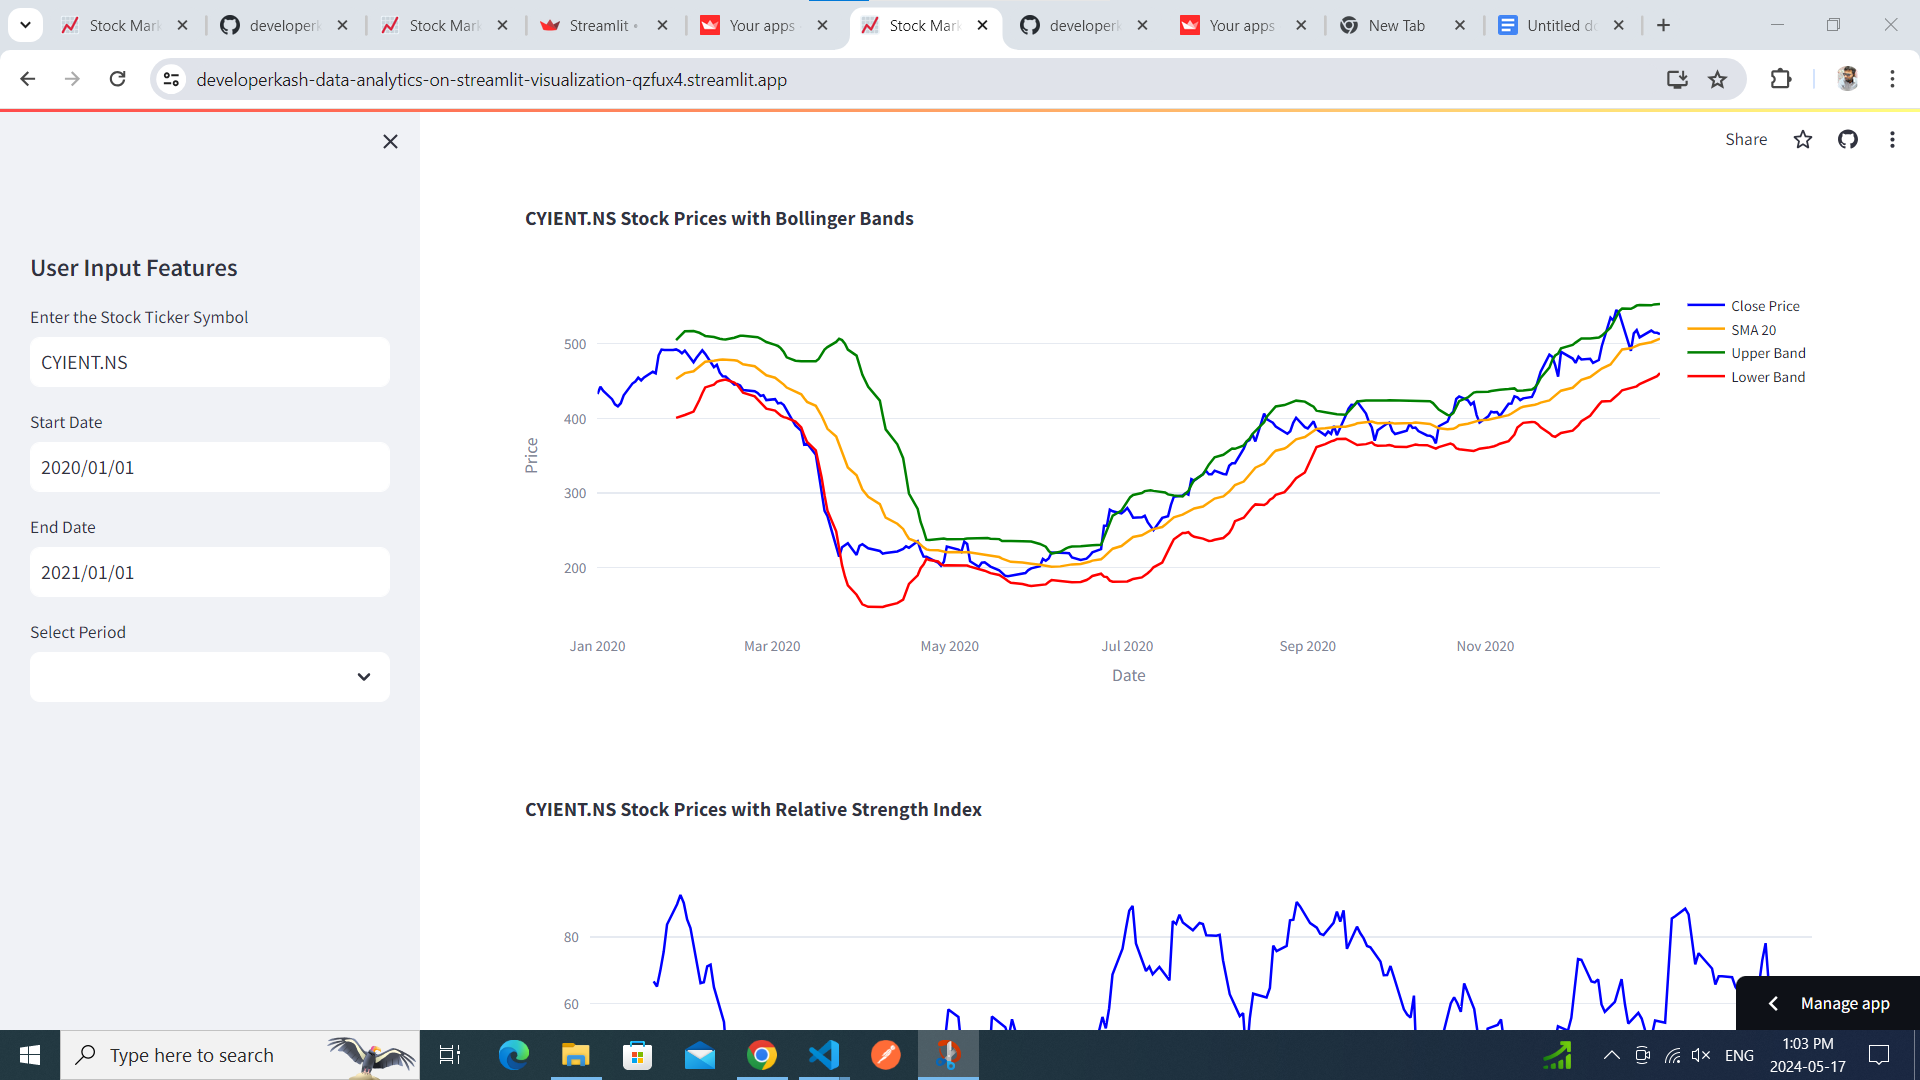 Stock Mark
developerk
Stock Mark
Streamlit •
Your apps
Stock Mark
developerk
Your apps
New Tab
Untitled do
developerkash-data-analytics-on-streamlit-visualization-qzfux4.streamlit.app
Share
User Input Features
Enter the Stock Ticker Symbol
CYIENT.NS
Start Date
2020/01/01
End Date
2021/01/01
Select Period
CYIENT.NS Stock Prices with Bollinger Bands
500
400
300
200
Price
Jan 2020
Mar 2020
May 2020
Jul 2020
Sep 2020
Nov 2020
Date
Close Price
SMA 20
Upper Band
Lower Band
CYIENT.NS Stock Prices with Relative Strength Index
80
60
Manage app
Type here to search
ENG
1:03 PM
2024-05-17